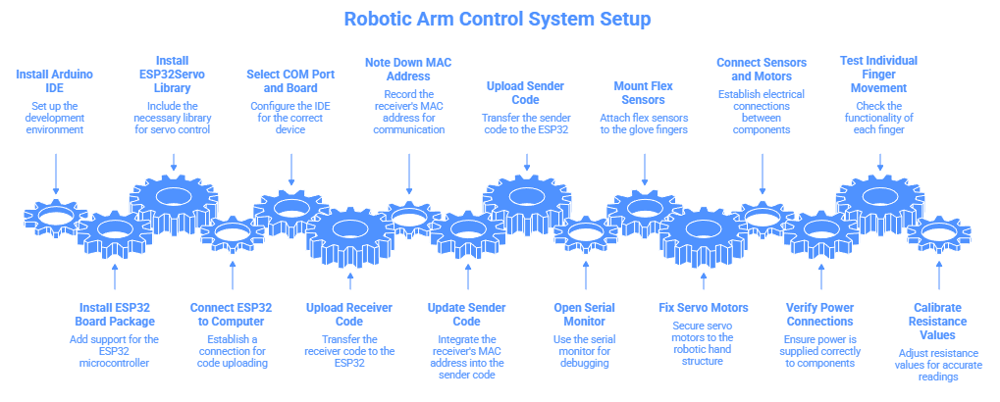 Robotic Arm Control System Setup
Install Arduino
IDE
Set up the
development
environment
Install
ESP32Servo
Library
Include the
necessary library
for servo control
Select COM Port
and Board
Configure the IDE
for the correct
device
Note Down MAC
Address
Record the
receiver's MAC
address for
communication
Upload Sender
Code
Transfer the sender
code to the ESP32
Mount Flex
Sensors
Attach flex sensors
to the glove fingers
Connect Sensors
and Motors
Establish electrical
connections
between
components
Test Individual
Finger
Movement
Check the
functionality of
each finger
Install ESP32
Board Package
Add support for the
ESP32
microcontroller
Connect ESP32
to Computer
Establish a
connection for
code uploading
Upload Receiver
Code
Transfer the
receiver code to the
ESP32
Update Sender
Code
Integrate the
receiver's MAC
address into the
sender code
Open Serial
Monitor
Use the serial
monitor for
debugging
Fix Servo Motors
Secure servo
motors to the
robotic hand
structure
Verify Power
Connections
Ensure power is
supplied correctly
to components
Calibrate
Resistance
Values
Adjust resistance
values for accurate
readings